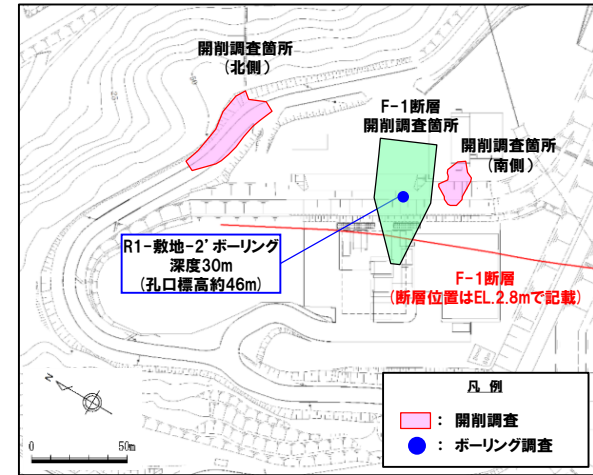 開削調査箇所
(北側)
F-1断層
開削調査箇所
開削調査箇所
(南側)
R1-敷地-2’ボーリング
深度30m
(孔口標高約46m)
F-1断層
(断層位置はEL.2.8mで記載)
N
0 50m
凡 例
： 開削調査
： ボーリング調査